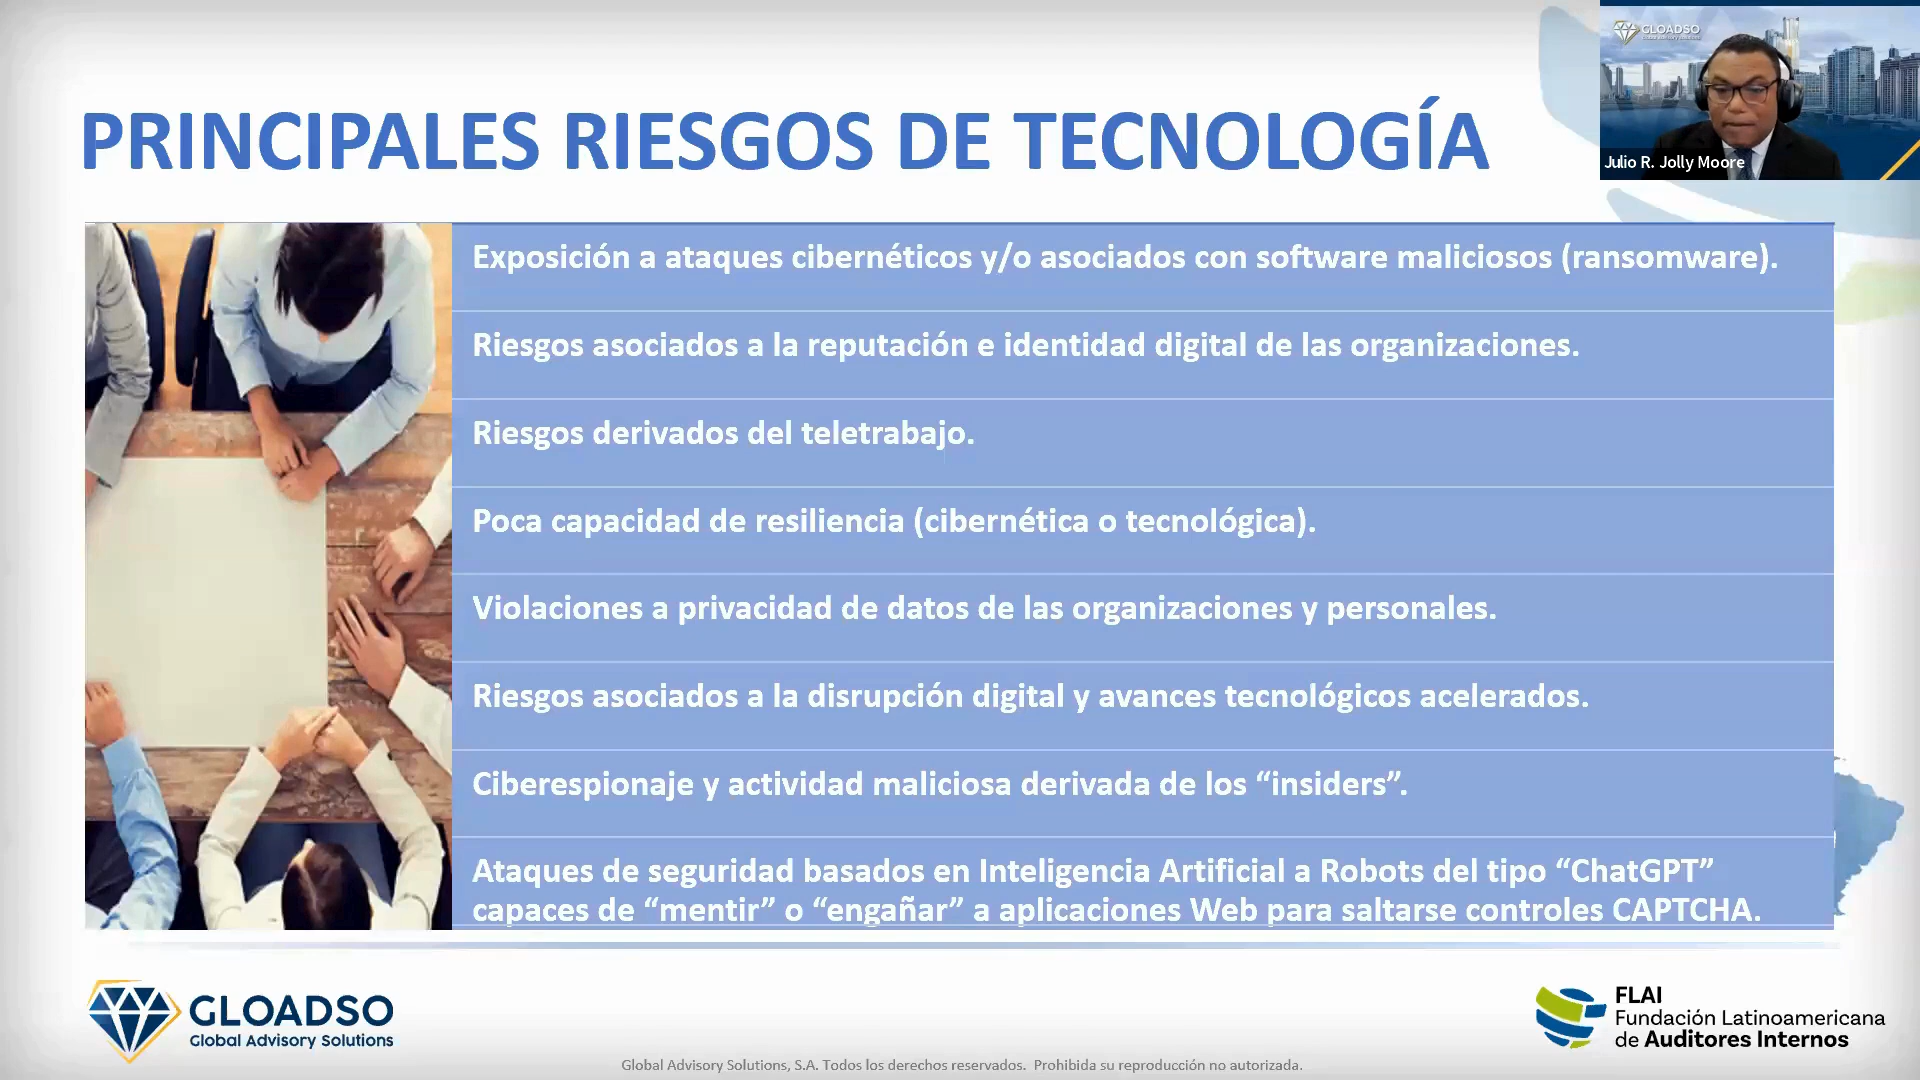 GLOADSO
PRINCIPALES RIESGOS DE TECNOLOGÍA
Julio R. Jolly Moore
Exposición a ataques cibernéticos y/o asociados con software maliciosos (ransomware).
Riesgos asociados a la reputación e identidad digital de las organizaciones.
Riesgos derivados del teletrabajo.
Poca capacidad de resiliencia (cibernética o tecnológica).
Violaciones a privacidad de datos de las organizaciones y personales.
Riesgos asociados a la disrupción digital y avances tecnológicos acelerados.
Ciberespionaje y actividad maliciosa derivada de los “insiders”.
Ataques de seguridad basados en Inteligencia Artificial a Robots del tipo “ChatGPT”
capaces de “mentir” o “engañar” a aplicaciones Web para saltarse controles CAPTCHA.
GLOADSO
Global Advisory Solutions
FLAI
Fundación Latinoamericana
de Auditores Internos
Global Advisory Solutions, S.A. Todos los derechos reservados. Prohibida su reproducción no autorizada.